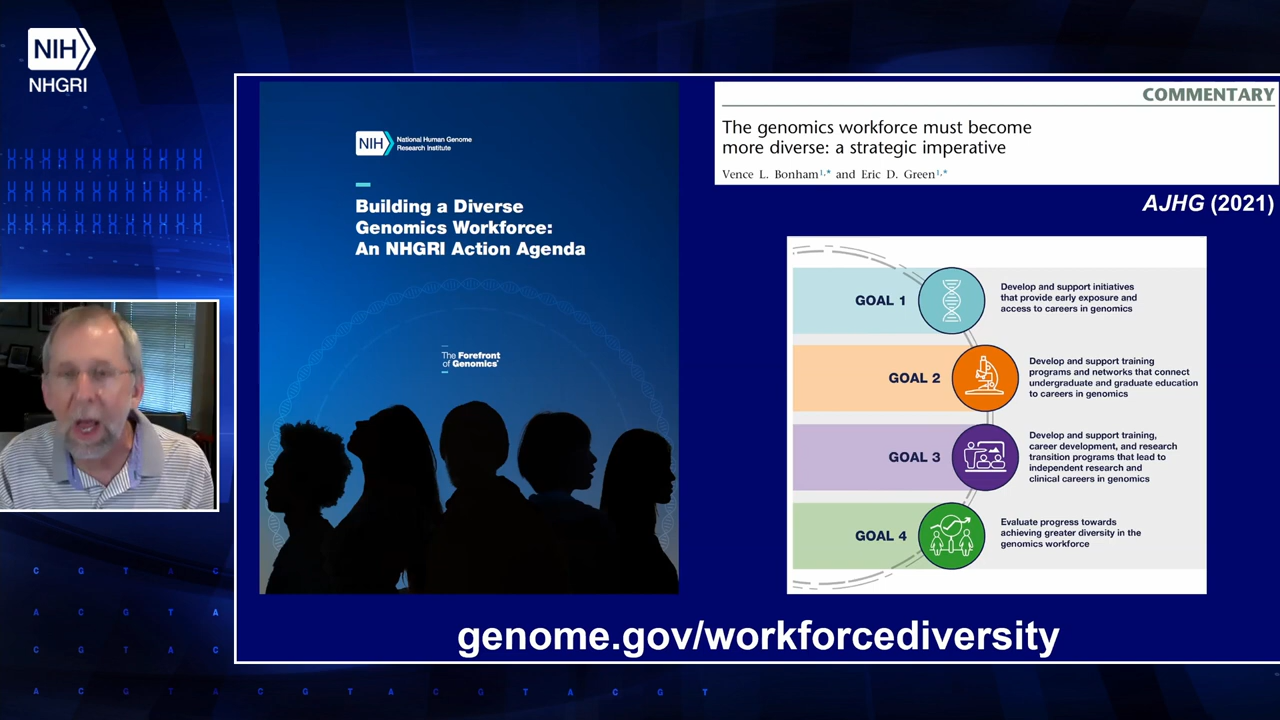 NIH
NHGRI
NIH
National Human Genome
Research Institute
Building a Diverse
Genomics Workforce:
An NHGRI Action Agenda
The Forefront
of Genomics®
COMMENTARY
The genomics workforce must become
more diverse: a strategic imperative
Vence L. Bonham1,* and Eric D. Green1,*
AJHG (2021)
GOAL 1
Develop and support initiatives
that provide early exposure and
access to careers in genomics
GOAL 2
Develop and support training
programs and networks that connect
undergraduate and graduate education
to careers in genomics
GOAL 3
Develop and support training,
career development, and research
transition programs that lead to
independent research and
clinical careers in genomics
GOAL 4
Evaluate progress towards
achieving greater diversity in the
genomics workforce
genome.gov/workforcediversity
C G T A C
A C G T A
C G T A C
A C G T A C G T A C G T A C G T